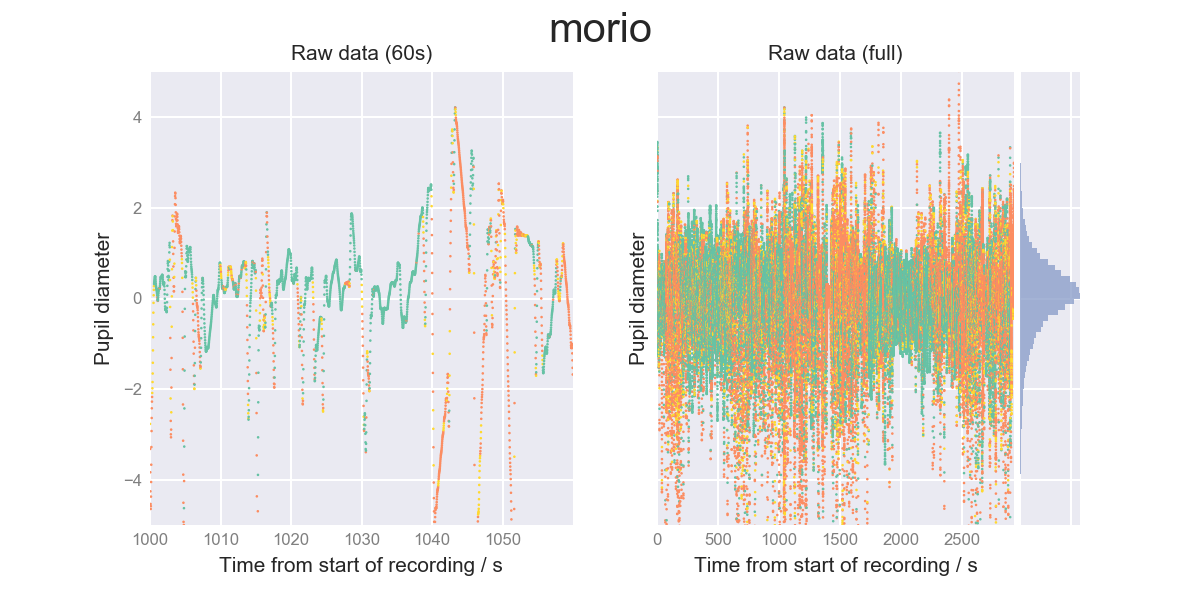 morio
Raw data (60s)
Raw data (full)
Pupil diameter
4
2
0
−2
−4
1000
1010
1020
1030
1040
1050
Time from start of recording / s
Pupil diameter
0
500
1000
1500
2000
2500
Time from start of recording / s